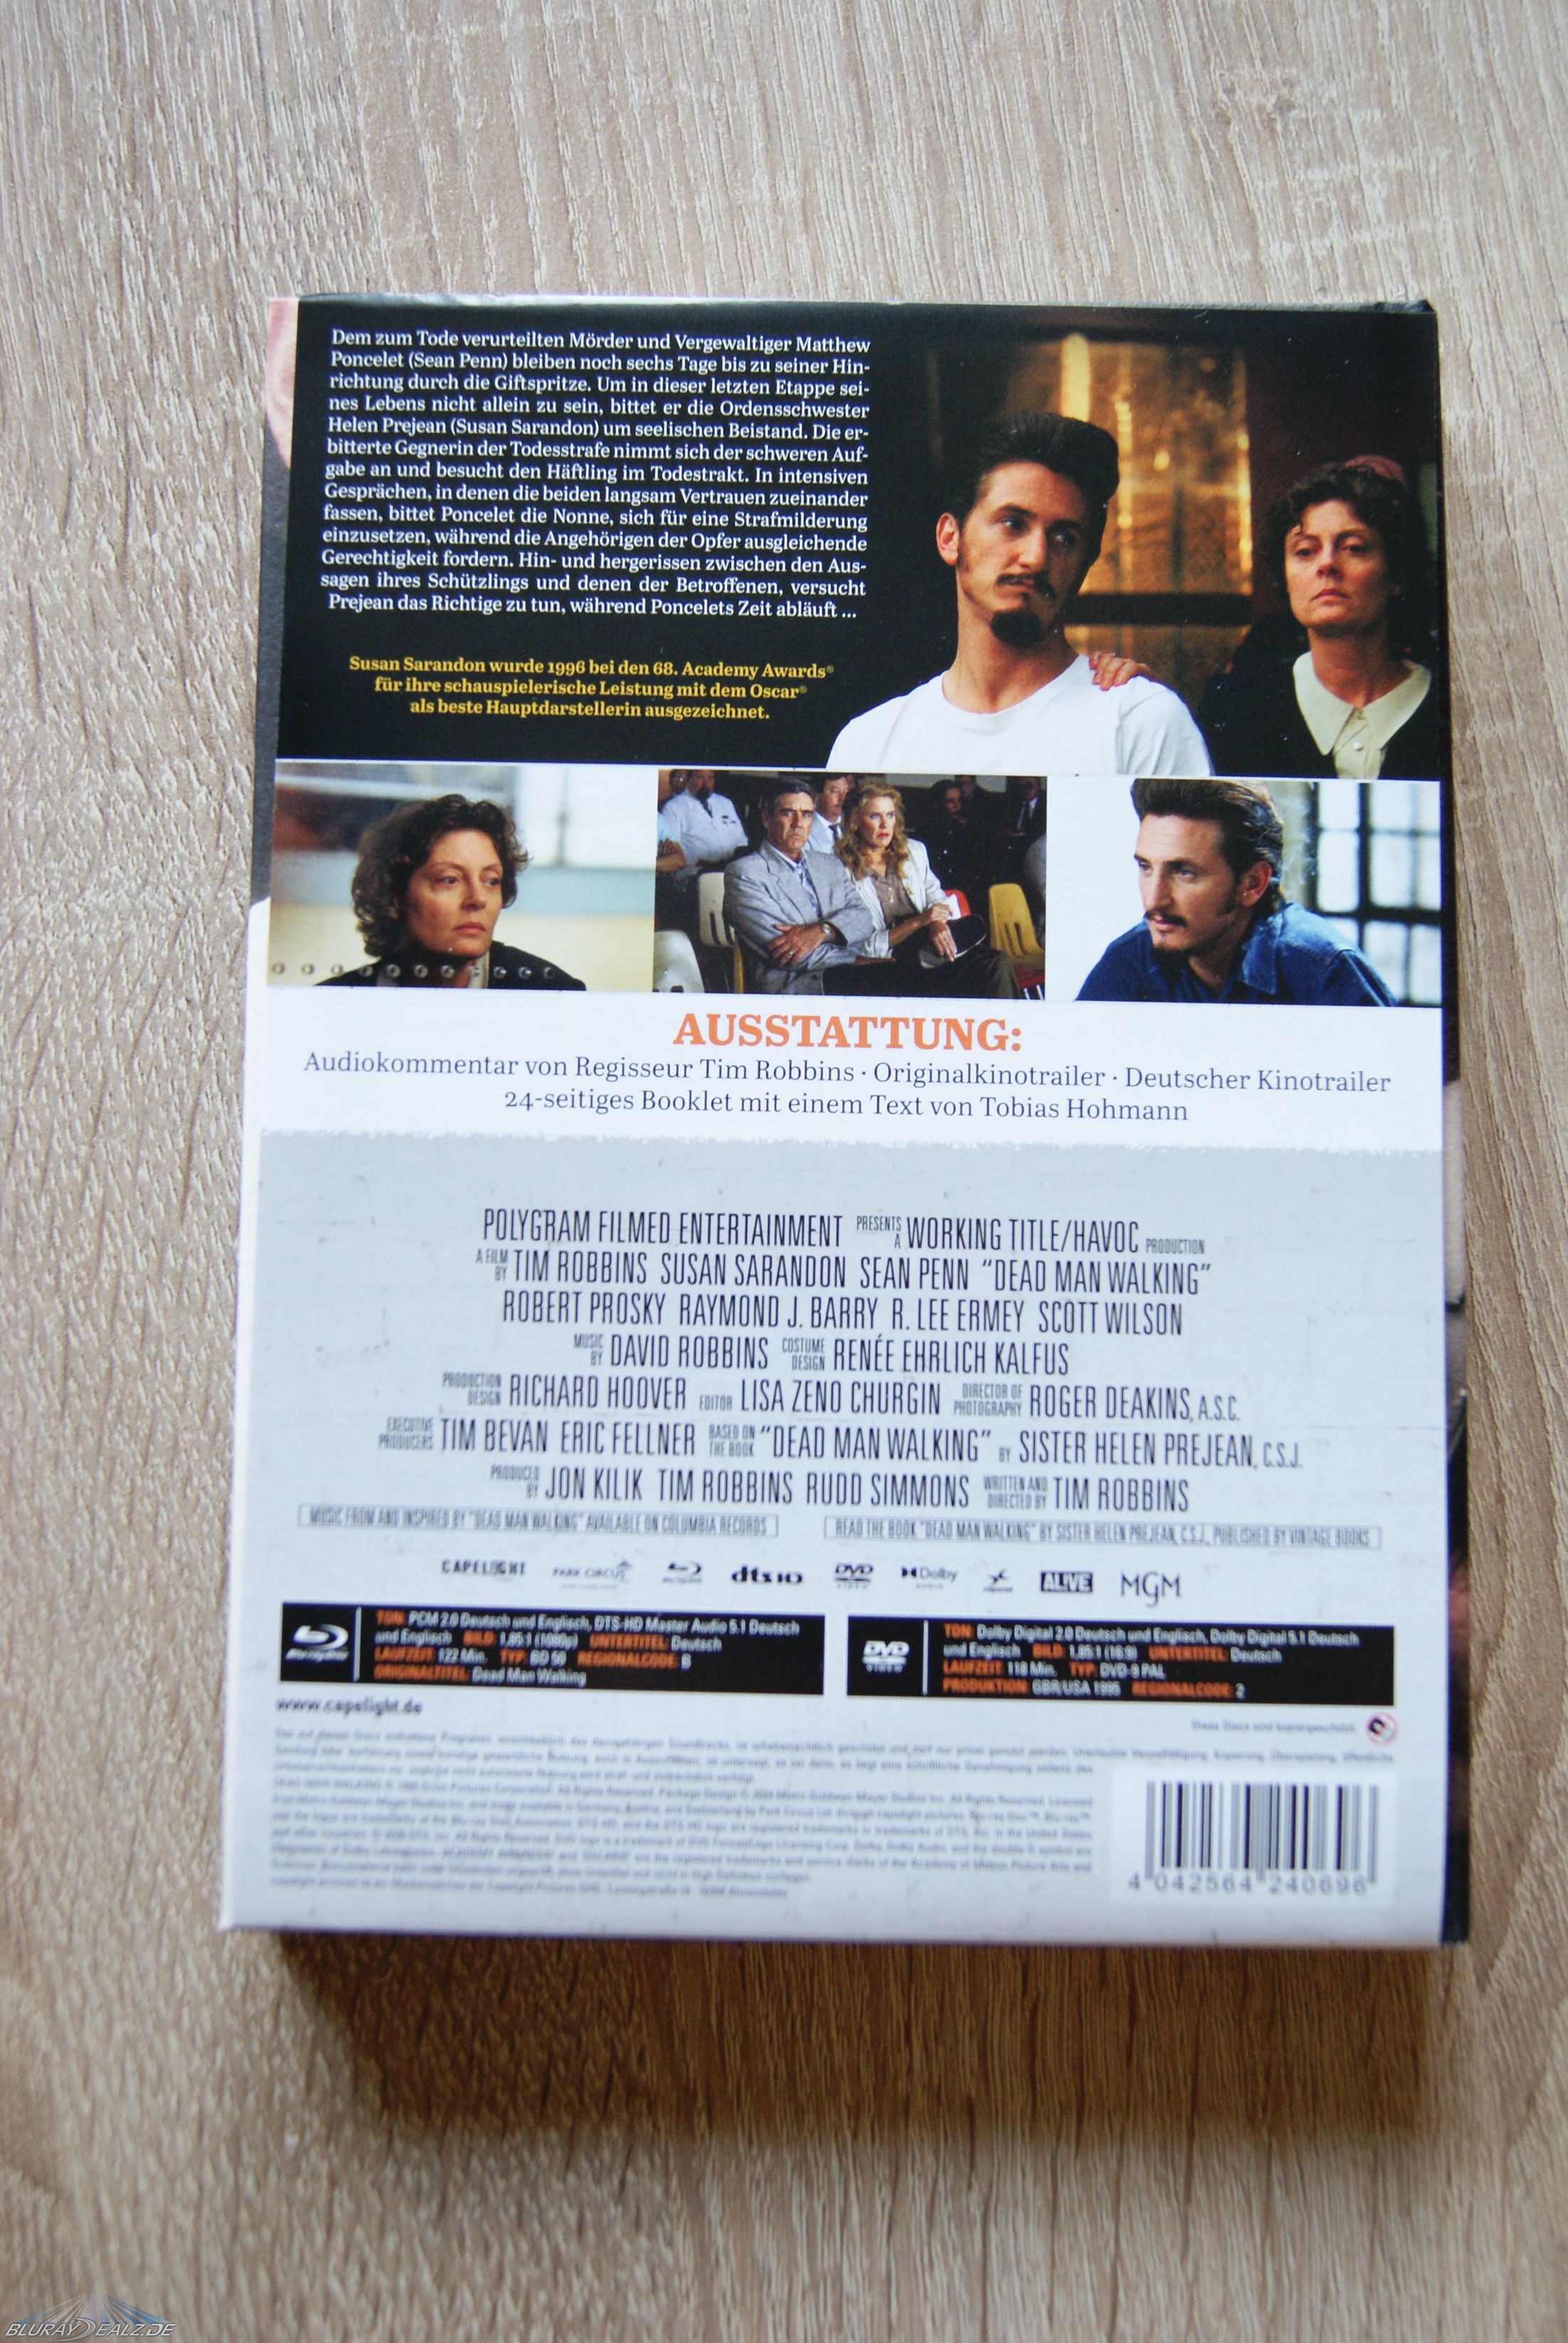 Dem zum Tode verurteilten Mörder und Vergewaltiger Matthew
Poncelet (Sean Penn) bleiben noch sechs Tage bis zu seiner Hin-
richtung durch die Giftspritze. Um in dieser letzten Etappe sei-
nes Lebens nicht allein zu sein, bittet er die Ordensschwester
Helen Prejean (Susan Sarandon) um seelischen Beistand. Die er-
bitterte Gegnerin der Todesstrafe nimmt sich der schweren Auf-
gabe an und besucht den Häftling im Todestrakt. In intensiven
Gesprächen, in denen die beiden langsam Vertrauen zueinander
fassen, bittet Poncelet die Nonne, sich für eine Strafmilderung
einzusetzen, während die Angehörigen der Opfer ausgleichende
Gerechtigkeit fordern. Hin- und hergerissen zwischen den Aus-
sagen ihres Schützlings und denen der Betroffenen, versucht
Prejean das Richtige zu tun, während Poncelets Zeit abläuft ...
Susan Sarandon wurde 1996 bei den 68. Academy Awards®
für ihre schauspielerische Leistung mit dem Oscar®
als beste Hauptdarstellerin ausgezeichnet.
AUSSTATTUNG:
Audiokommentar von Regisseur Tim Robbins · Originalkinotrailer · Deutscher Kinotrailer
24-seitiges Booklet mit einem Text von Tobias Hohmann
POLYGRAM FILMED ENTERTAINMENT PRESENTS A WORKING TITLE/HAVOC PRODUCTION
A FILM BY TIM ROBBINS SUSAN SARANDON SEAN PENN "DEAD MAN WALKING"
ROBERT PROSKY RAYMOND J. BARRY R. LEE ERMEY SCOTT WILSON
MUSIC BY DAVID ROBBINS COSTUME DESIGN RENÉE EHRLICH KALFUS
PRODUCTION DESIGN RICHARD HOOVER EDITOR LISA ZENO CHURGIN DIRECTOR OF PHOTOGRAPHY ROGER DEAKINS, A.S.C.
EXECUTIVE PRODUCERS TIM BEVAN ERIC FELLNER BASED ON THE BOOK "DEAD MAN WALKING" BY SISTER HELEN PREJEAN, C.S.J.
PRODUCED BY JON KILIK TIM ROBBINS RUDD SIMMONS WRITTEN AND DIRECTED BY TIM ROBBINS
MUSIC FROM AND INSPIRED BY "DEAD MAN WALKING" AVAILABLE ON COLUMBIA RECORDS
READ THE BOOK "DEAD MAN WALKING" BY SISTER HELEN PREJEAN, C.S.J., PUBLISHED BY VINTAGE BOOKS
CAPELIGHT PARK CIRCUS dts HD DVD VIDEO Dolby ALIVE MGM
TON: PCM 2.0 Deutsch und Englisch, DTS-HD Master Audio 5.1 Deutsch
und Englisch BILD: 1,85:1 (1080p) UNTERTITEL: Deutsch
LAUFZEIT: 122 Min. TYP: BD 50 REGIONALCODE: B
ORIGINALTITEL: Dead Man Walking
DVD VIDEO
TON: Dolby Digital 2.0 Deutsch und Englisch, Dolby Digital 5.1 Deutsch
und Englisch BILD: 1,85:1 (16:9) UNTERTITEL: Deutsch
LAUFZEIT: 118 Min. TYP: DVD-9 PAL
PRODUKTION: GBR/USA 1995 REGIONALCODE: 2
www.capelight.de
Diese Discs sind kopiergeschützt.
4 042564 240696
BLURAYDEALZ.DE